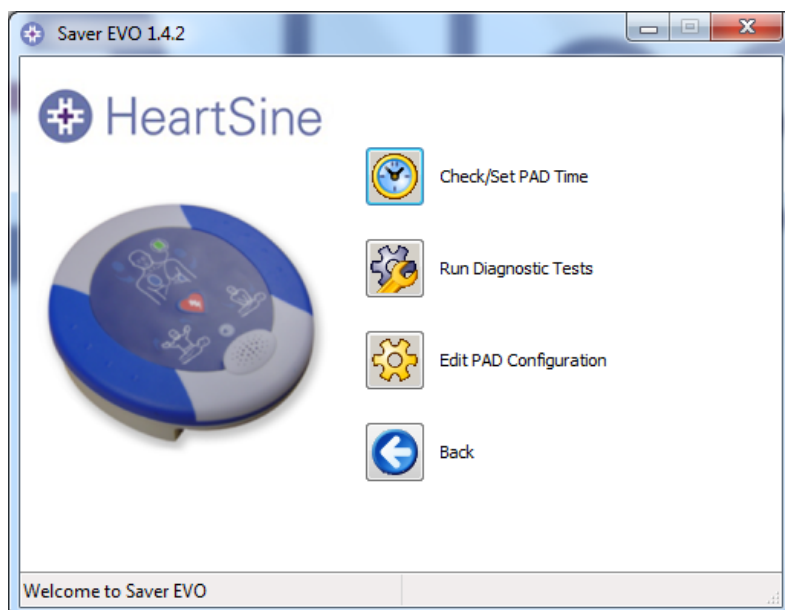 Saver EVO 1.4.2
HeartSine
Check/Set PAD Time
Run Diagnostic Tests
Edit PAD Configuration
Back
Welcome to Saver EVO